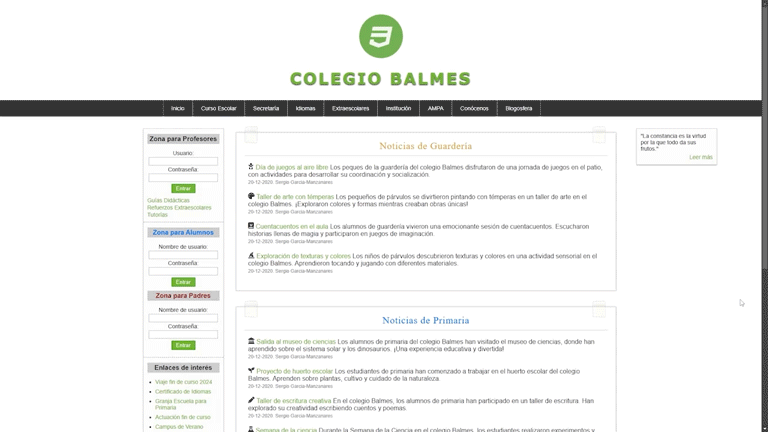 COLEGIO BALMES
Inicio
Curso Escolar
Secretaría
Idiomas
Extraescolares
Institución
AMPA
Conócenos
Blogosfera
Zona para Profesores
Usuario:
Contraseña:
Entrar
Guías Didácticas
Refuerzos Extraescolares
Tutorías
Zona para Alumnos
Nombre de usuario:
Contraseña:
Entrar
Zona para Padres
Nombre de usuario:
Contraseña:
Entrar
Enlaces de interés
Viaje fin de curso 2024
Certificado de Idiomas
Granja Escuela para
Primaria
Actuación fie de curso
Campus de Verano
Noticias de Guardería
Día de juegos al aire libre Los peques de la guardería del colegio Balmes disfrutaron de una jornada de juegos en el patio,
con actividades para desarrollar su coordinación y socialización.
20-12-2020 Sergio García-Manzanares
Taller de arte con témperas Los pequeños de párvulos se divirtieron pintando con témperas en un taller de arte en el
colegio Balmes. ¡Exploraron colores y formas mientras creaban obras únicas!
20-12-2020 Sergio García-Manzanares
Cuentacuentos en el aula Los alumnos de guardería vivieron una emocionante sesión de cuentacuentos. Escucharon
historias llenas de magia y participaron en juegos de imaginación.
20-12-2020 Sergio García-Manzanares
Exploración de texturas y colores Los niños de párvulos descubrieron texturas y colores en una actividad sensorial en el
colegio Balmes. Aprendieron tocando y jugando con diferentes materiales.
20-12-2020 Sergio García-Manzanares
Noticias de Primaria
Salida al museo de ciencias Los alumnos de primaria del colegio Balmes han visitado el museo de ciencias, donde han
aprendido sobre el sistema solar y los dinosaurios. ¡Una experiencia educativa y divertida!
20-12-2020 Sergio García-Manzanares
Proyecto de huerto escolar Los estudiantes de primaria han comenzado a trabajar en el huerto escolar del colegio
Balmes. Aprenden sobre plantas, cultivo y cuidado de la naturaleza.
20-12-2020 Sergio García-Manzanares
Taller de escritura creativa En el colegio Balmes, los alumnos de primaria han participado en un taller de escritura. Han
explorado su creatividad escribiendo cuentos y poemas.
20-12-2020 Sergio García-Manzanares
Semana de la ciencia Durante la Semana de la Ciencia en el colegio Balmes, los estudiantes realizaron experimentos y
"La constancia es la virtud
por la que todo da sus
frutos."
Leer más